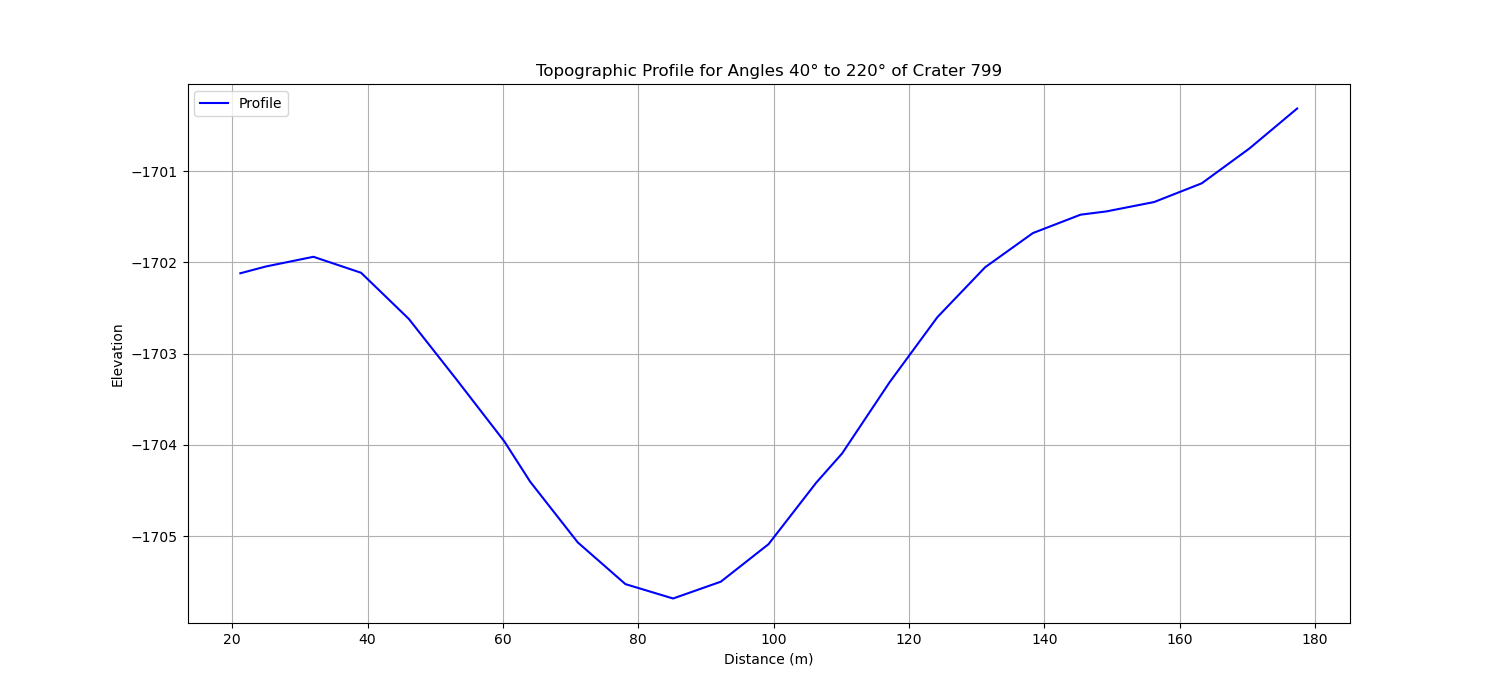 Topographic Profile for Angles 40° to 220° of Crater 799
Profile
−1701
−1702
−1703
−1704
−1705
Elevation
20 40 60 80 100 120 140 160 180
Distance (m)